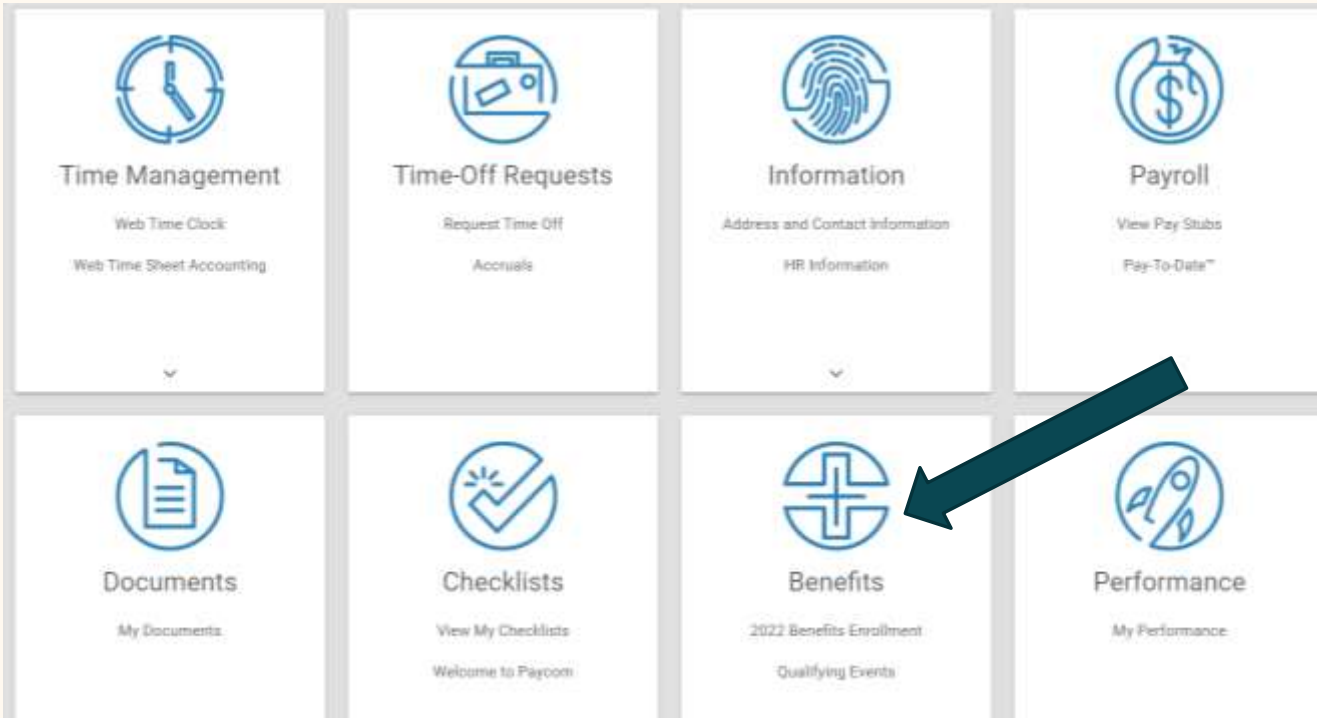 Time Management
Web Time Clock
Web Time Sheet Accounting
Time-Off Requests
Request Time Off
Accruals
Information
Address and Contact Information
HR Information
$
Payroll
View Pay Stubs
Pay-To-Date™
Documents
My Documents
Checklists
View My Checklists
Welcome to Paycom
Benefits
2022 Benefits Enrollment
Qualifying Events
Performance
My Performance